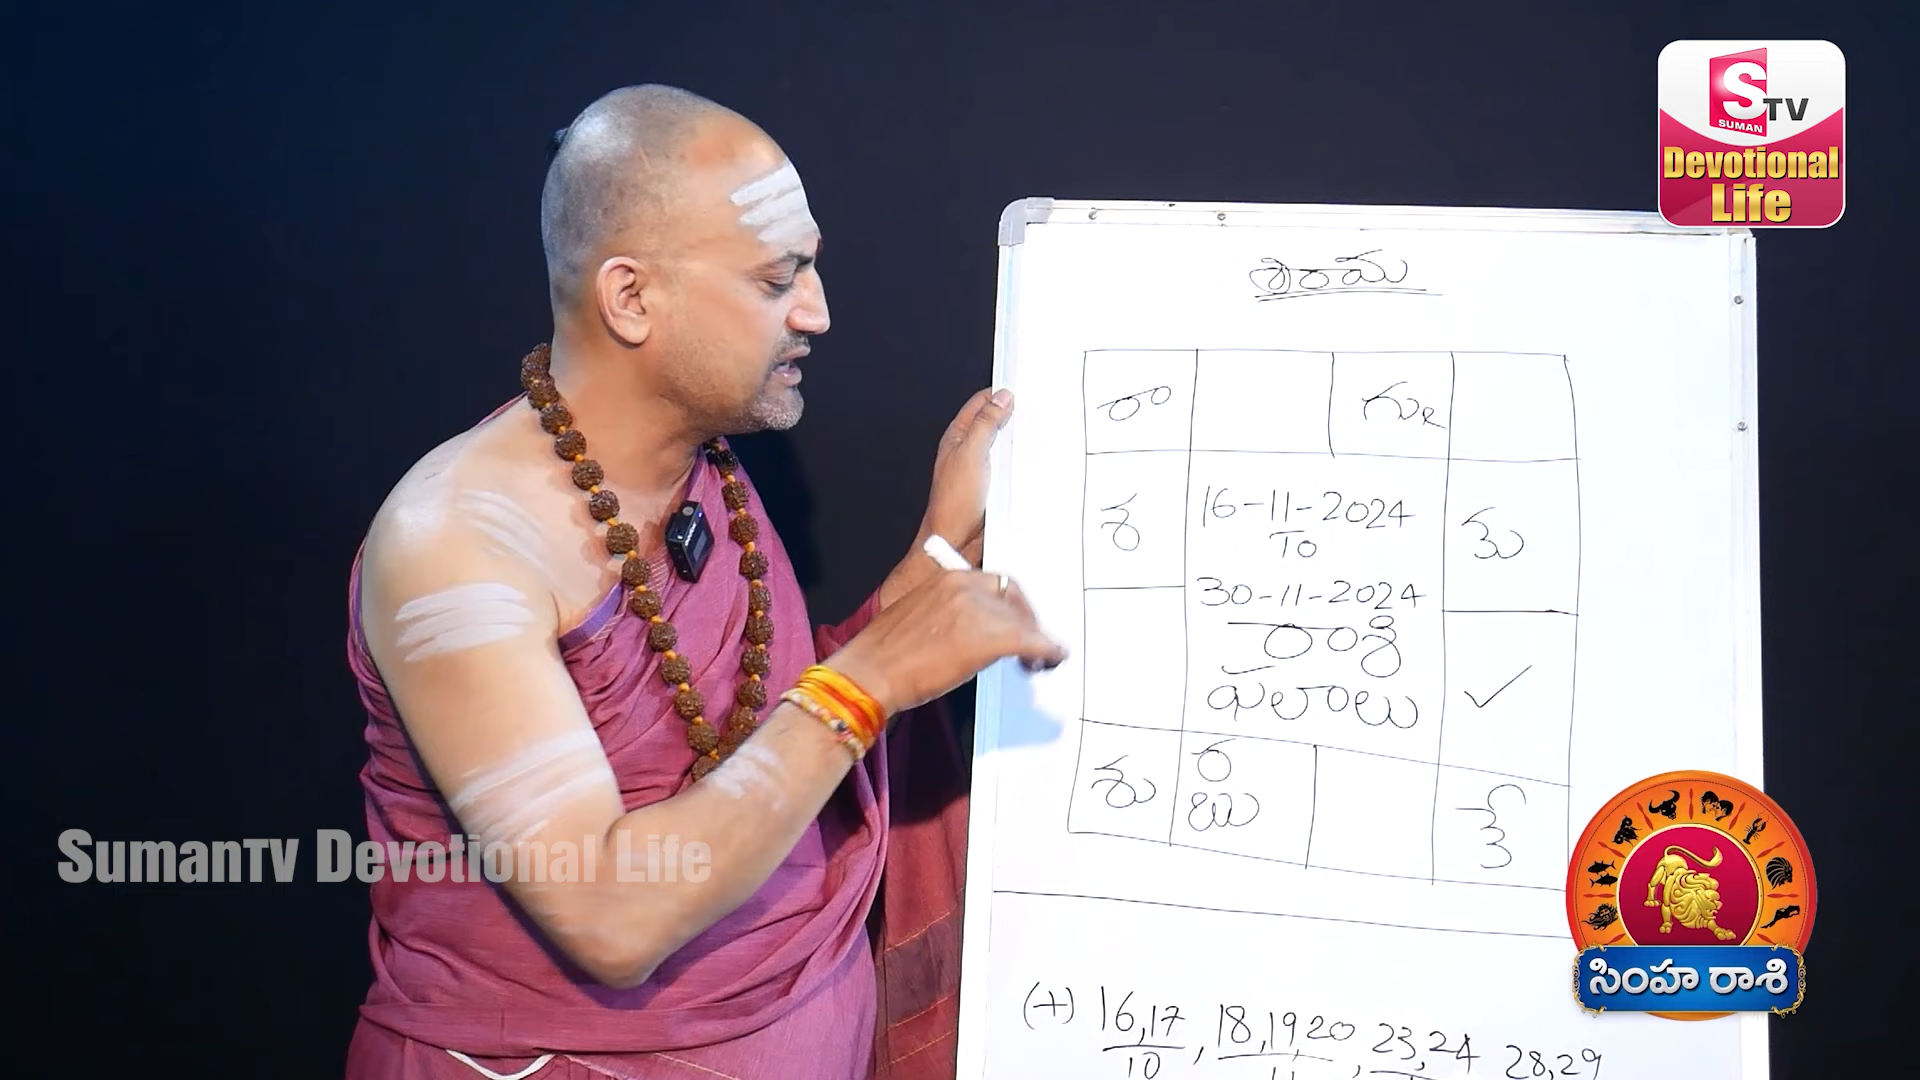 S TV
SUMAN
Devotional
Life
శ్రీరామ
రా
గుR
శ
16-11-2024
TO
30-11-2024
కు
రాశి
ఫలాలు
✓
శు
ర
బు
కే
SumanTV Devotional Life
సింహ రాశి
(+) 16,17, 18,19,20, 23,24 28,29
10
11